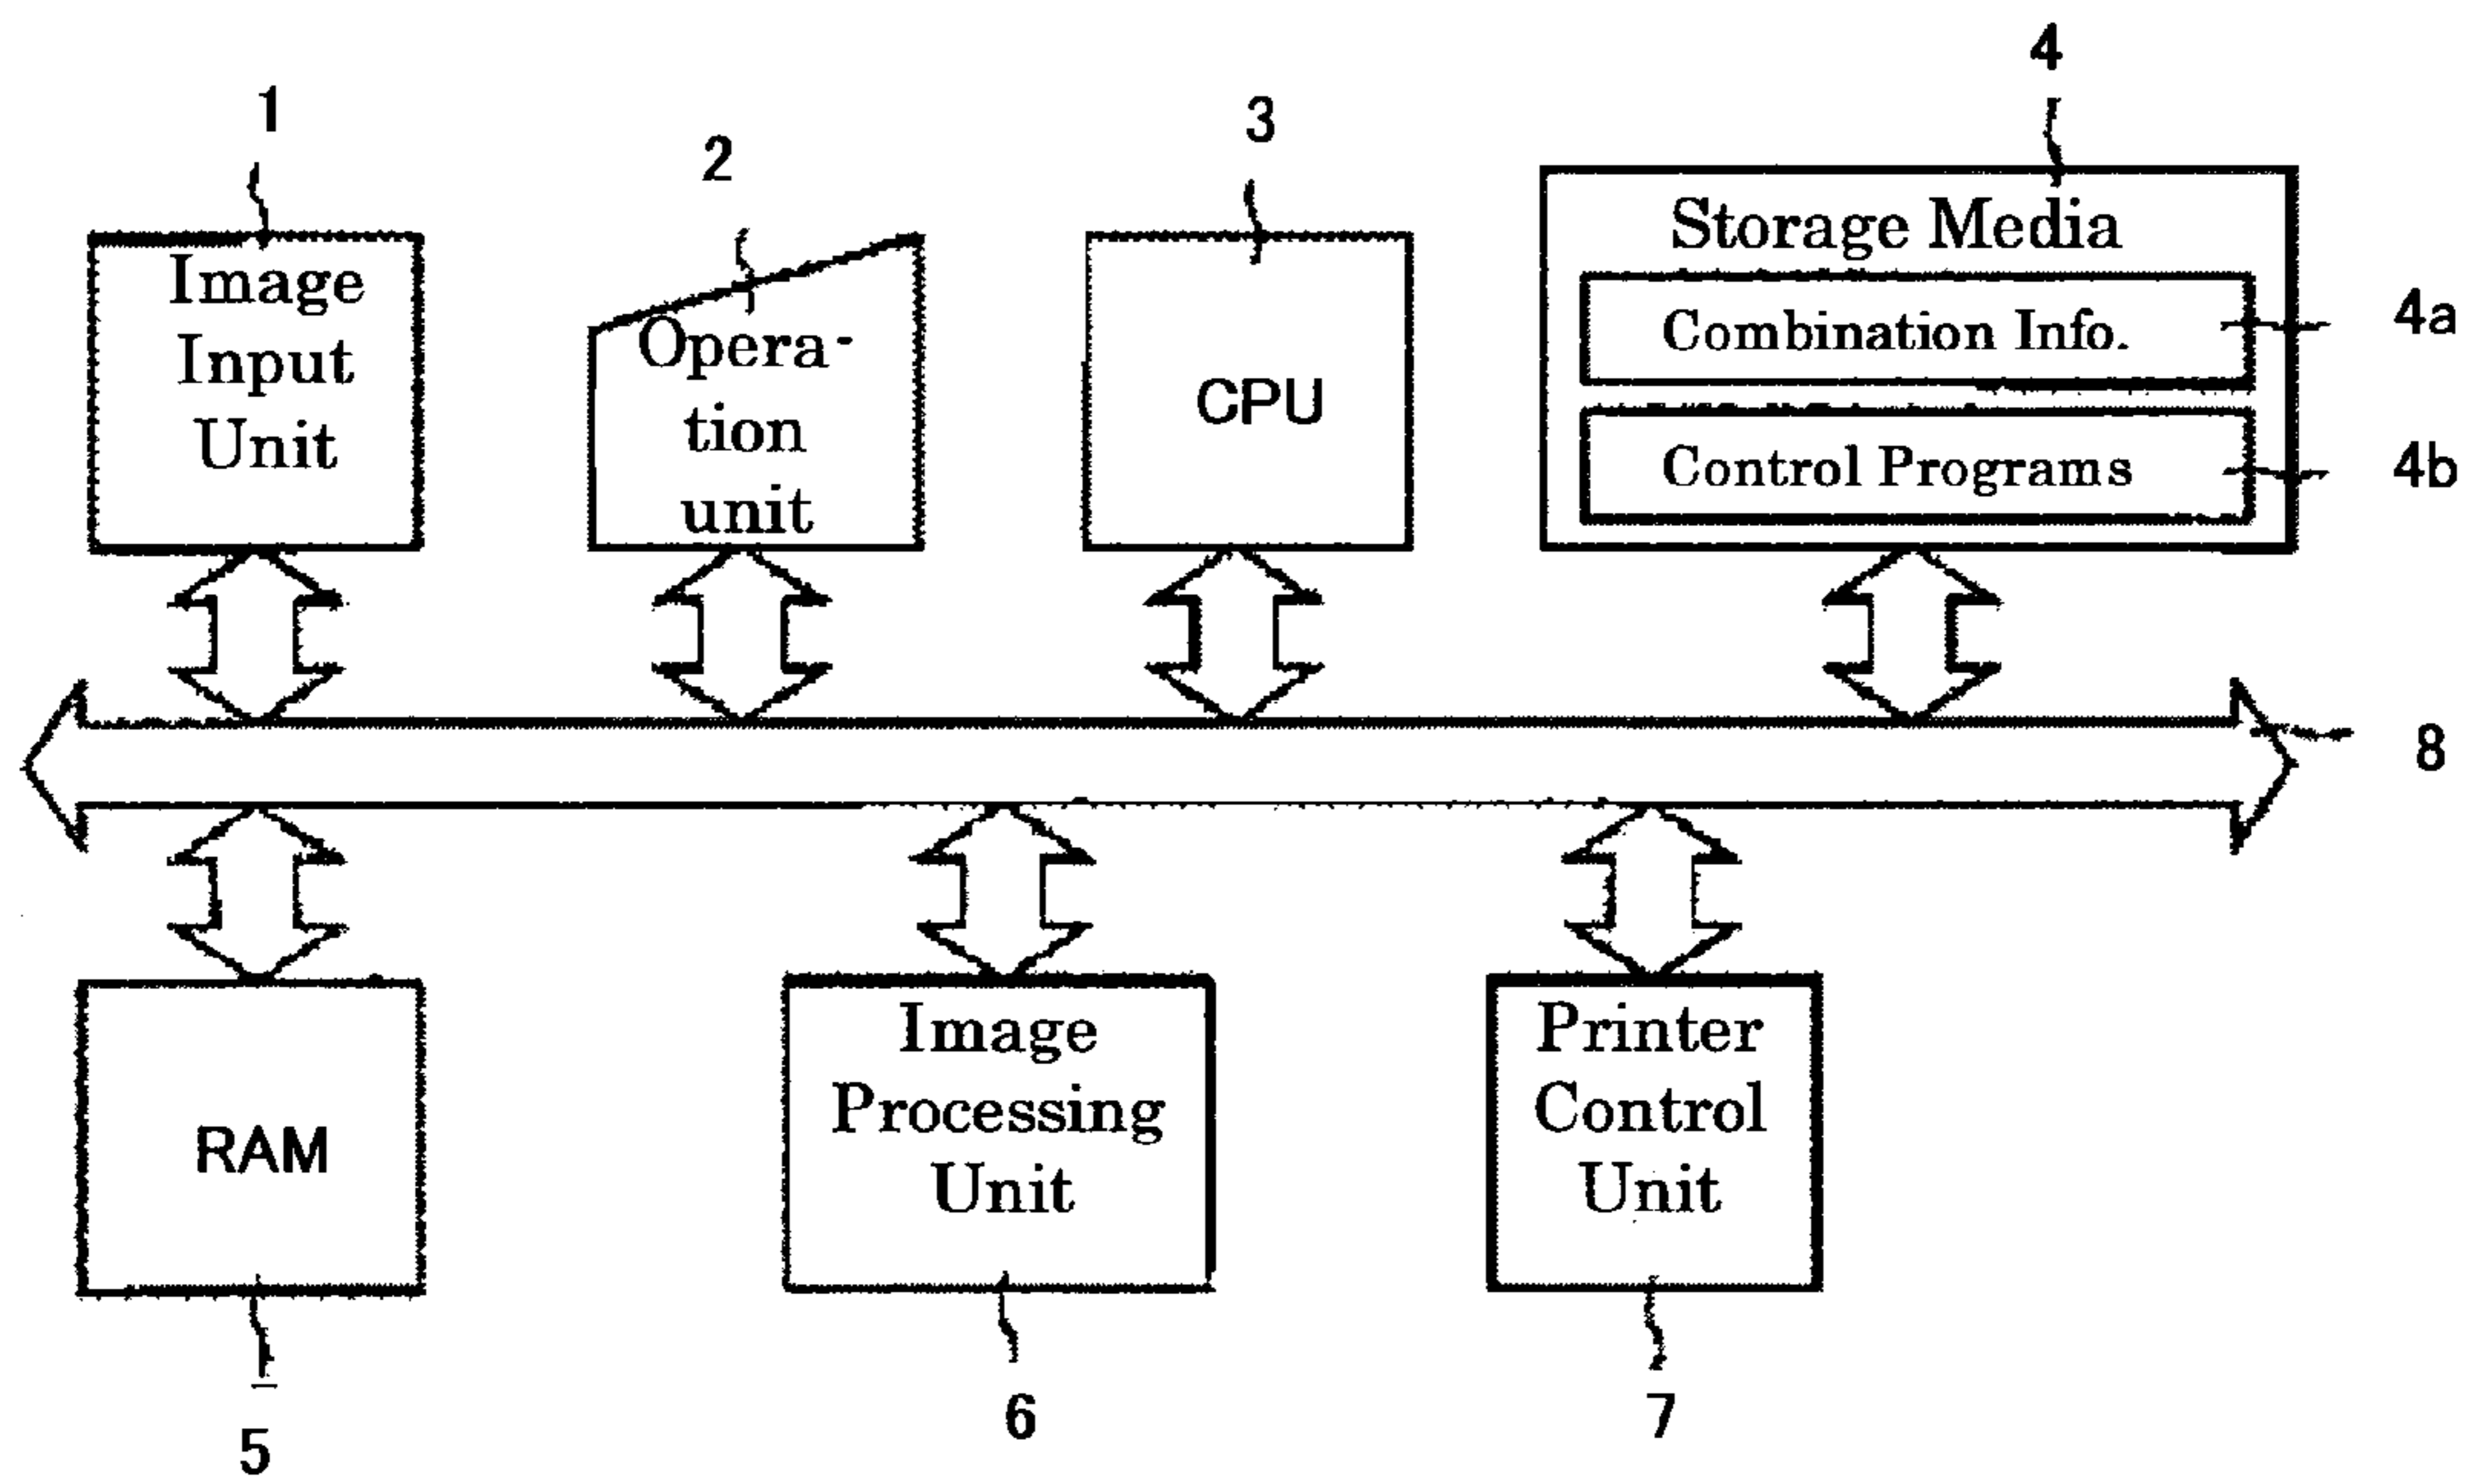 1
2
3
4
Image
Input
Unit
Opera-
tion
unit
CPU
Storage Media
Combination Info.
4a
Control Programs
4b
8
RAM
Image
Processing
Unit
Printer
Control
Unit
5
6
7